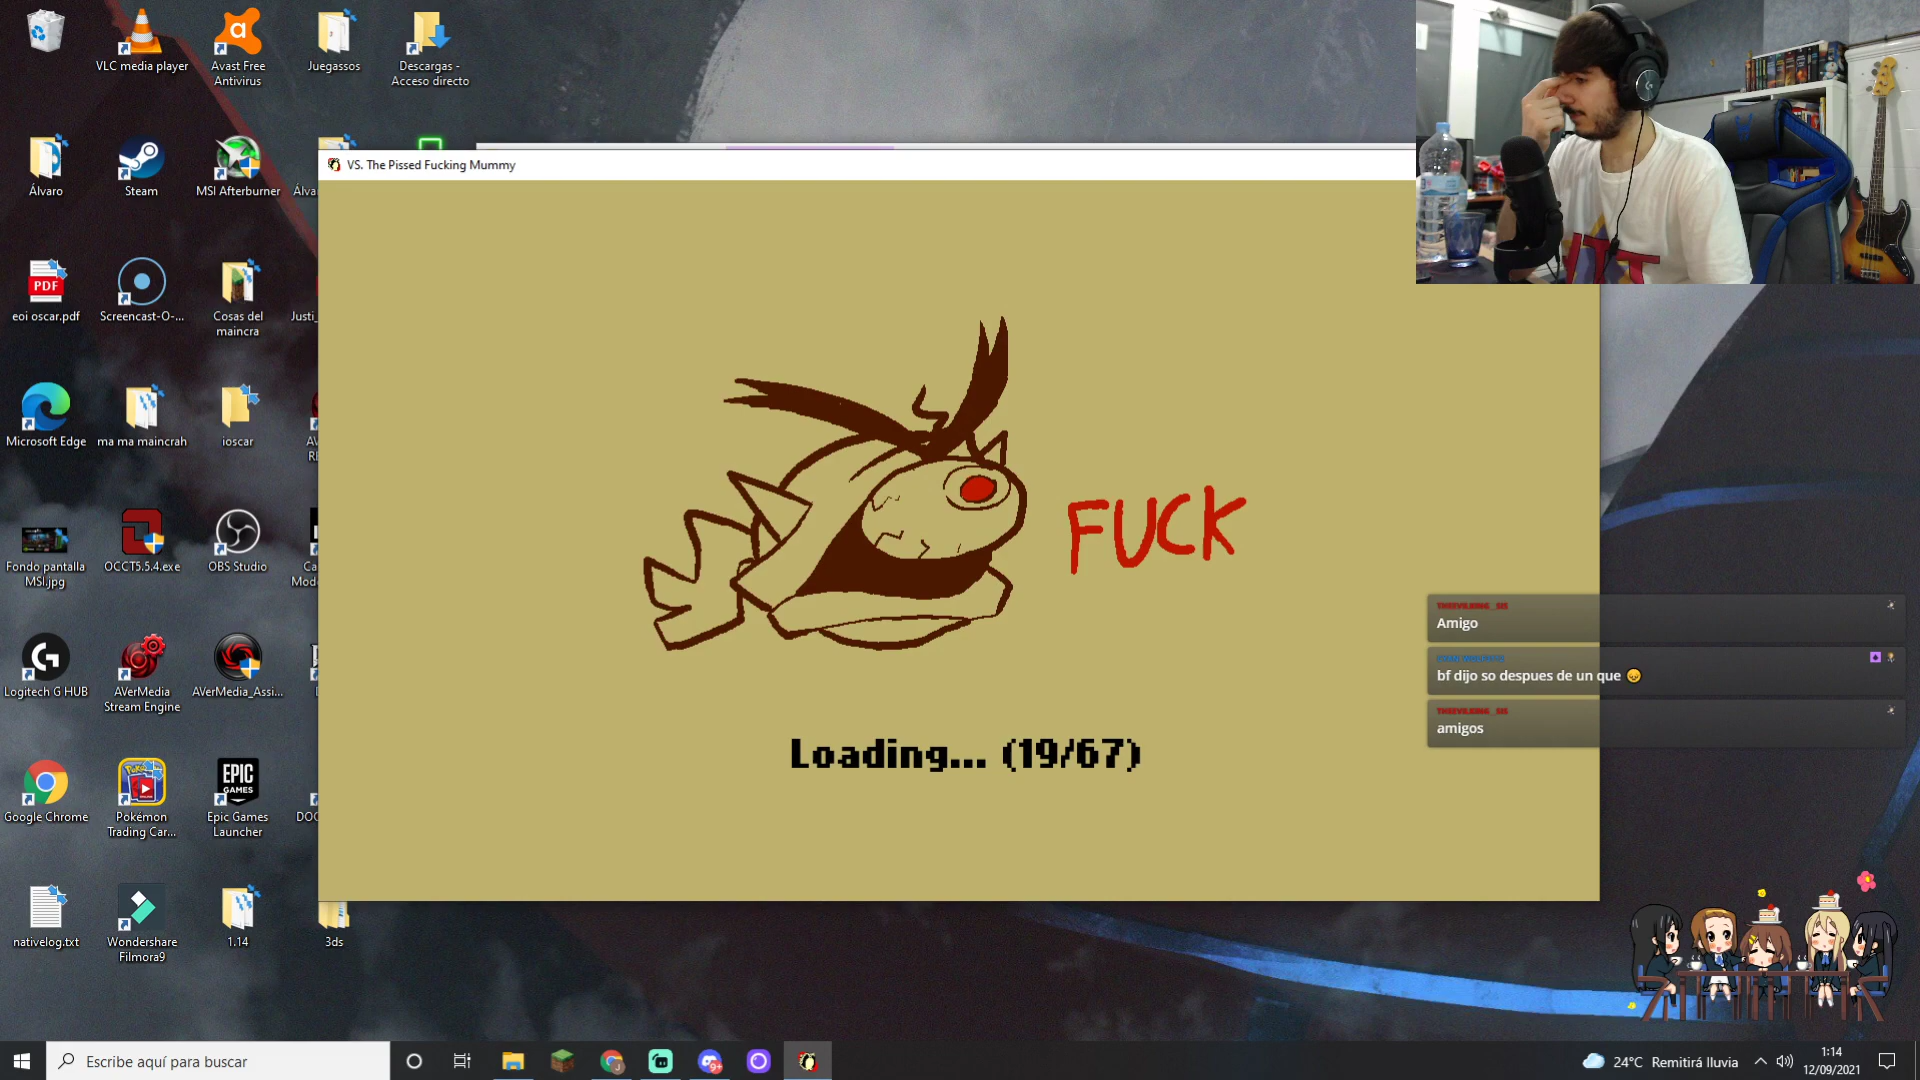 VLC media player
Avast Free
Antivirus
Juegassos
Descargas -
Acceso directo
VS. The Pissed Fucking Mummy
Álvaro
Steam
MSI Afterburner
PDF
eoi oscar.pdf
Screencast-O-...
Cosas del
maincra
Microsoft Edge
ma ma maincrah
ioscar
FUCK
Fondo pantalla
MSI.jpg
OCCT5.5.4.exe
OBS Studio
Amigo
bf dijo so despues de un que
amigos
Logitech G HUB
AVerMedia
Stream Engine
AVerMedia_Assi...
Loading... (19/67)
Google Chrome
Pokémon
Trading Car...
EPIC
GAMES
Epic Games
Launcher
nativelog.txt
Wondershare
Filmora9
1.14
3ds
Escribe aquí para buscar
24°C Remitirá lluvia
1:14
12/09/2021